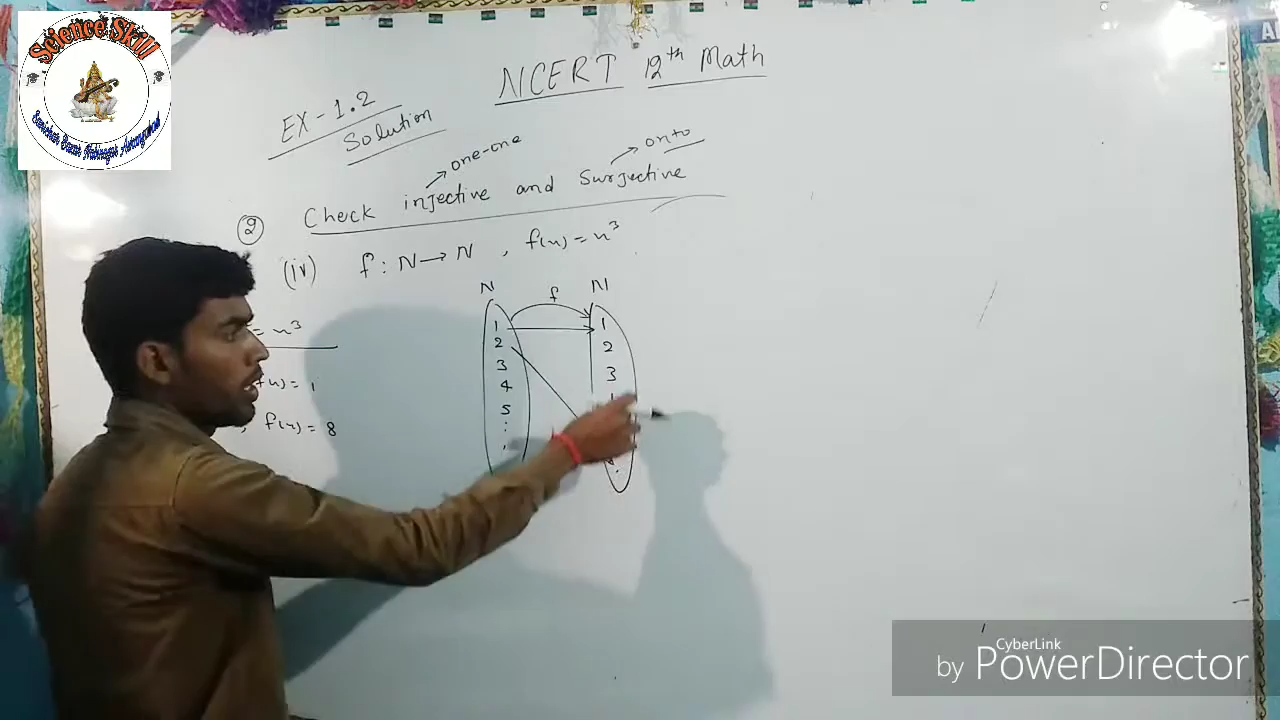 Science Skill
NCERT 12th Math
EX-1.2
Solution
one-one
onto
② Check injective and Surjective
(iv) f : N → N , f(x) = x³
N f N
= x³
1 1
2 2
3 3
4
5
f(x) = 1
, f(x) = 8
CyberLink
by PowerDirector